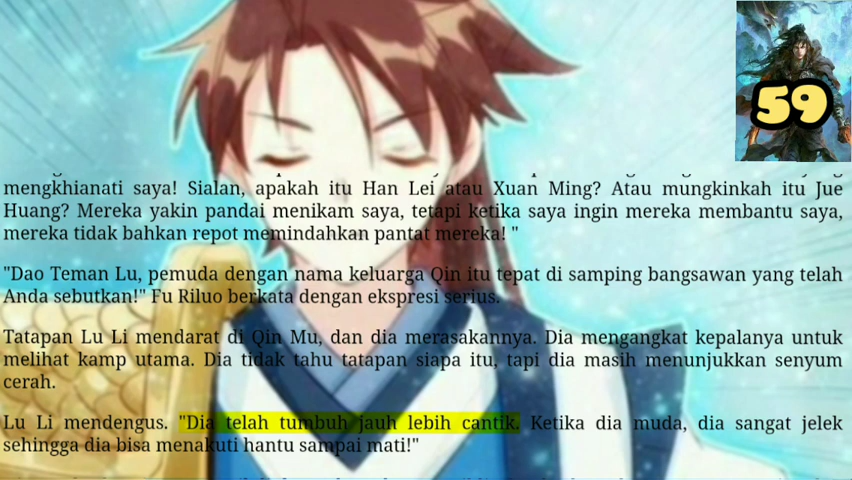 59
mengkhianati saya! Sialan, apakah itu Han Lei atau Xuan Ming? Atau mungkinkah itu Jue
Huang? Mereka yakin pandai menikam saya, tetapi ketika saya ingin mereka membantu saya,
mereka tidak bahkan repot memindahkan pantat mereka! "
"Dao Teman Lu, pemuda dengan nama keluarga Qin itu tepat di samping bangsawan yang telah
Anda sebutkan!" Fu Riluo berkata dengan ekspresi serius.
Tatapan Lu Li mendarat di Qin Mu, dan dia merasakannya. Dia mengangkat kepalanya untuk
melihat kamp utama. Dia tidak tahu tatapan siapa itu, tapi dia masih menunjukkan senyum
cerah.
Lu Li mendengus. "Dia telah tumbuh jauh lebih cantik. Ketika dia muda, dia sangat jelek
sehingga dia bisa menakuti hantu sampai mati!"